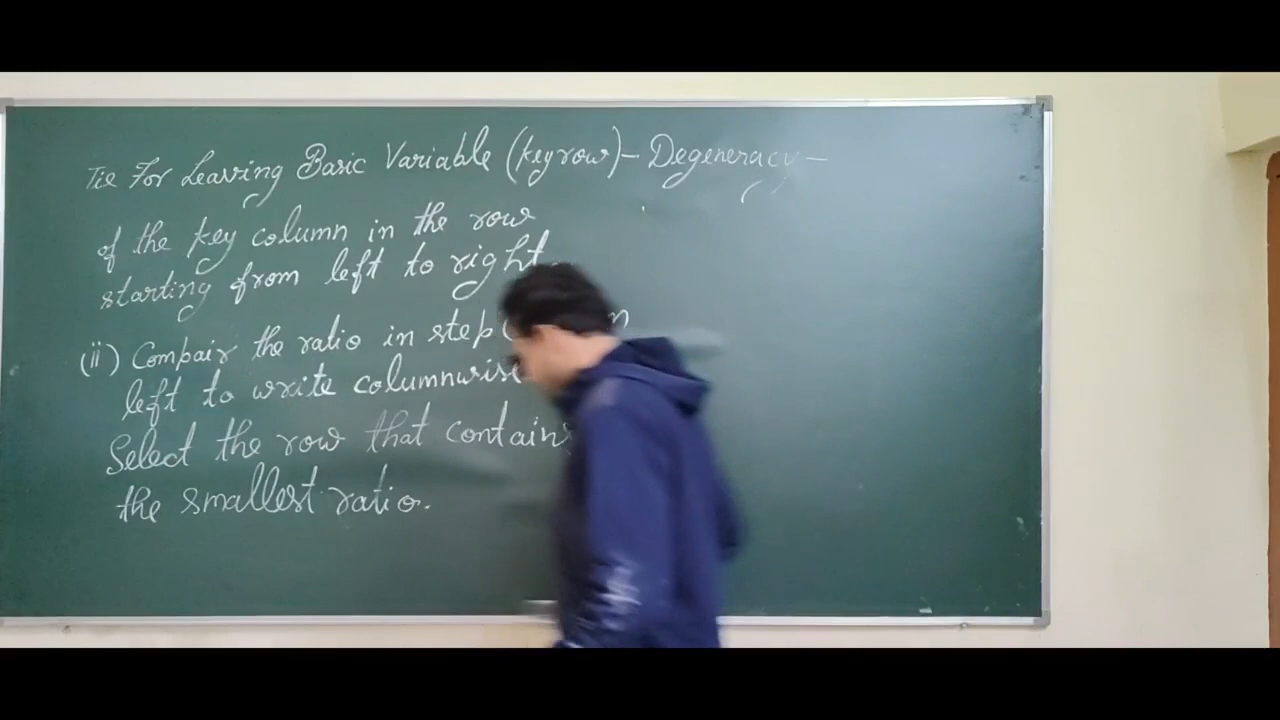 Tie For Leaving Basic Variable (key row) - Degeneracy -
of the key column in the row
starting from left to right.
(ii) Compair the ratio in step
left to write columnwise
Select the row that contains
the smallest ratio.